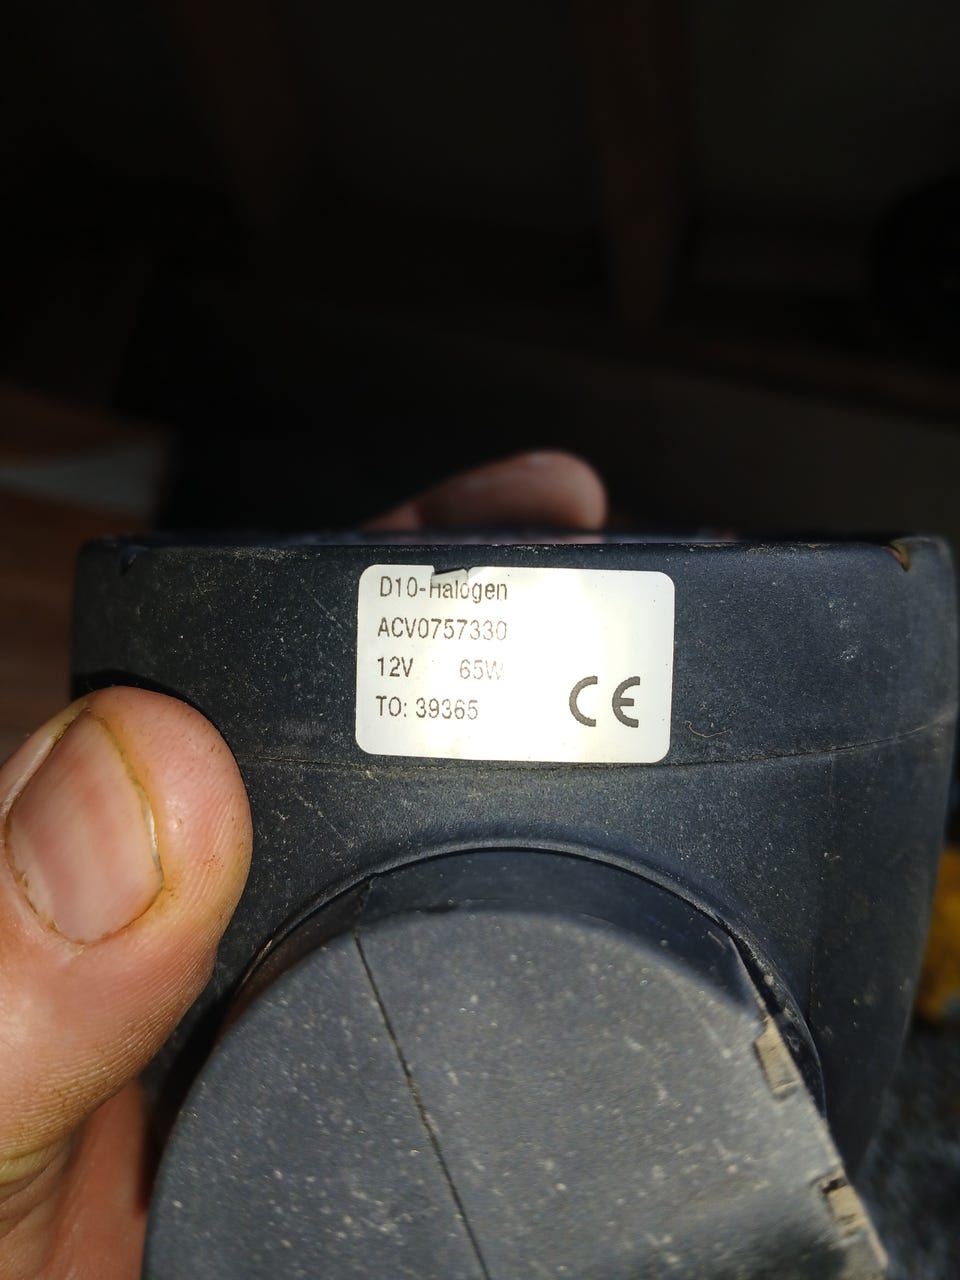 D10-Halogen
ACV0757330
12V 65W
TO: 39365
CE